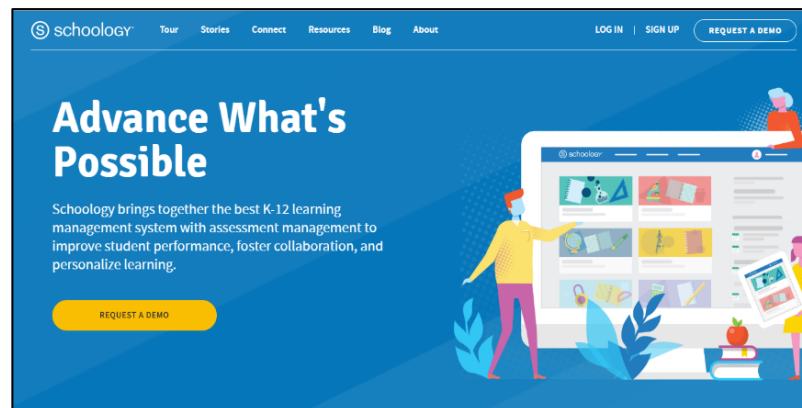 schoology Tour Stories Connect Resources Blog About LOG IN | SIGN UP REQUEST A DEMO
Advance What's
Possible
Schoology brings together the best K-12 learning
management system with assessment management to
improve student performance, foster collaboration, and
personalize learning.
REQUEST A DEMO
schoology